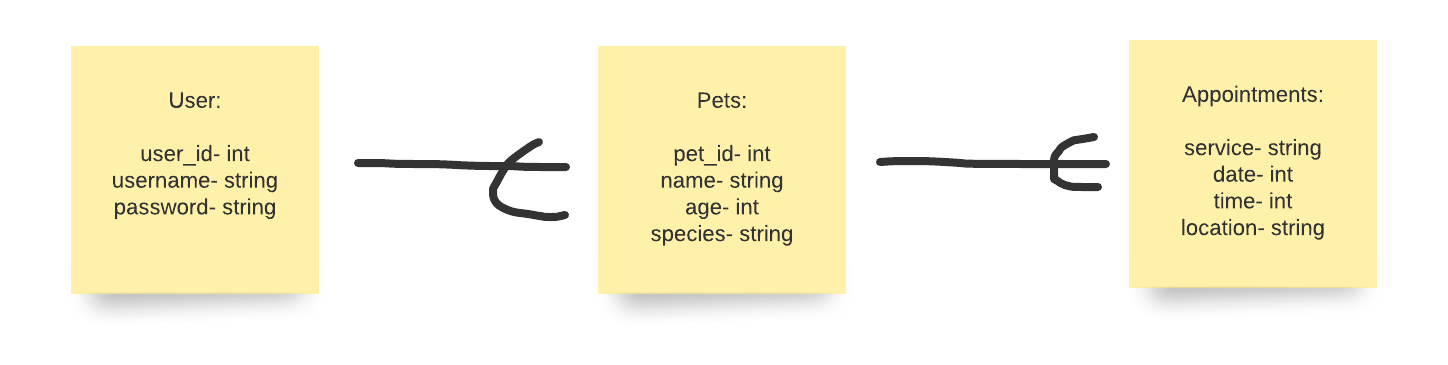 User:
user_id- int
username- string
password- string
Pets:
pet_id- int
name- string
age- int
species- string
Appointments:
service- string
date- int
time- int
location- string